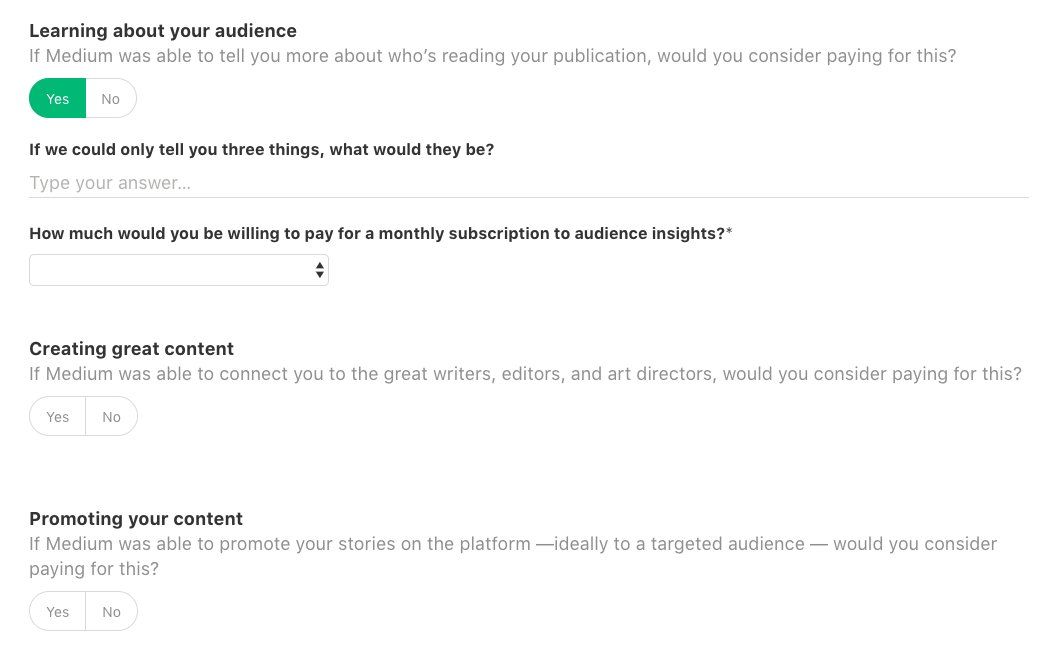 Learning about your audience
If Medium was able to tell you more about who’s reading your publication, would you consider paying for this?
Yes No
If we could only tell you three things, what would they be?
Type your answer...
How much would you be willing to pay for a monthly subscription to audience insights?*
Creating great content
If Medium was able to connect you to the great writers, editors, and art directors, would you consider paying for this?
Yes No
Promoting your content
If Medium was able to promote your stories on the platform —ideally to a targeted audience — would you consider
paying for this?
Yes No